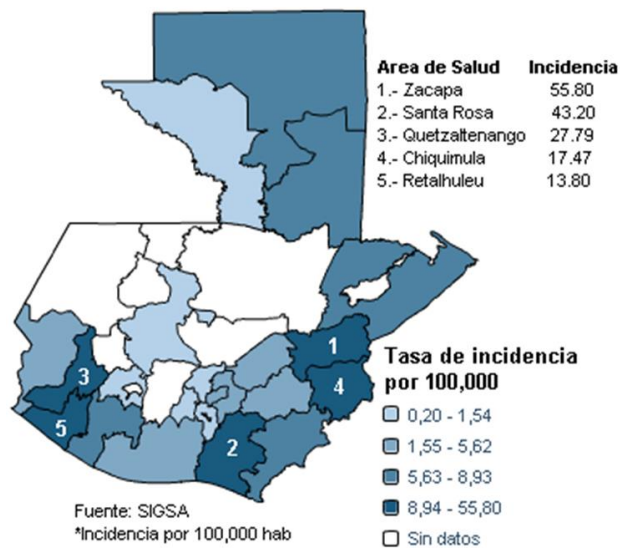 Area de Salud Incidencia
1.- Zacapa 55.80
2.- Santa Rosa 43.20
3.- Quetzaltenango 27.79
4.- Chiquimula 17.47
5.- Retalhuleu 13.80
1
3
4
5
2
Tasa de incidencia
por 100,000
0,20 - 1,54
1,55 - 5,62
5,63 - 8,93
8,94 - 55,80
Sin datos
Fuente: SIGSA
*Incidencia por 100,000 hab